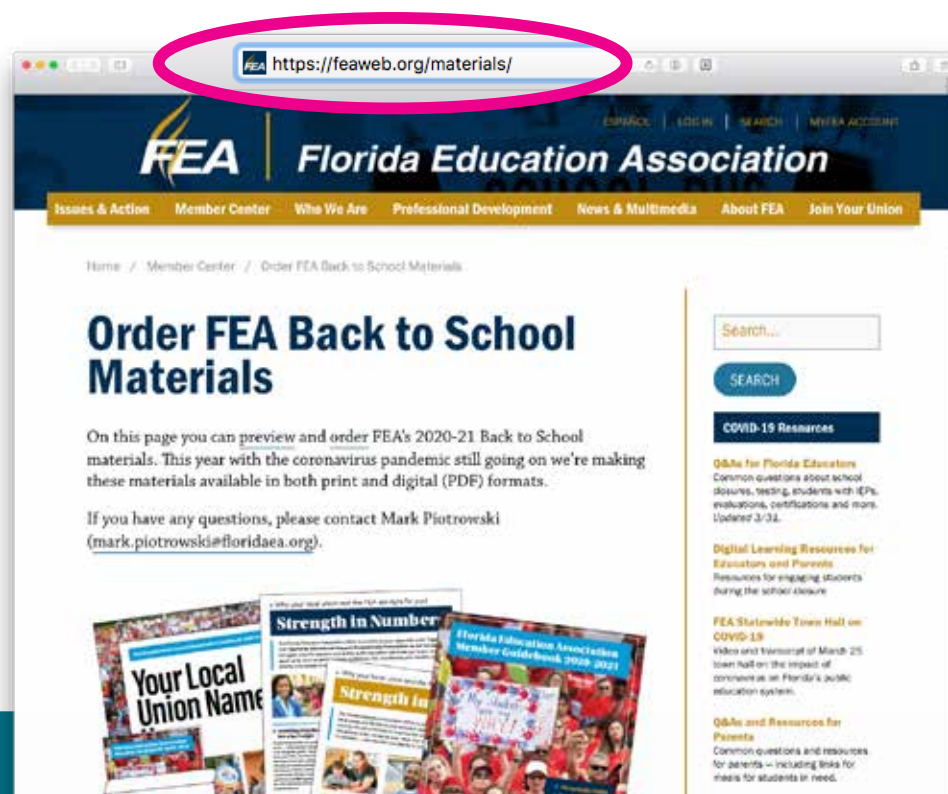 FEA https://feaweb.org/materials/
ESPAÑOL | LOG IN | SEARCH | MYFEA ACCOUNT
FEA | Florida Education Association
Issues & Action Member Center Who We Are Professional Development News & Multimedia About FEA Join Your Union
Home / Member Center / Order FEA Back to School Materials
Order FEA Back to School
Materials
On this page you can preview and order FEA's 2020-21 Back to School
materials. This year with the coronavirus pandemic still going on we're making
these materials available in both print and digital (PDF) formats.
If you have any questions, please contact Mark Piotrowski
(mark.piotrowski@floridaea.org).
Your Local
Union Name
Strength in Number
Strength in
Florida Education Association
Member Guidebook 2020-2021
My Students
are my
WHY!
Search...
SEARCH
COVID-19 Resources
Q&As for Florida Educators
Common questions about school
closures, testing, students with IEPs,
evaluations, certifications and more.
Updated 3/31.
Digital Learning Resources for
Educators and Parents
Resources for engaging students
during the school closure
FEA Statewide Town Hall on
COVID-19
Video and transcript of March 25
town hall on the impact of
coronavirus on Florida's public
education system.
Q&As and Resources for
Parents
Common questions and resources
for parents — including links for
meals for students in need.